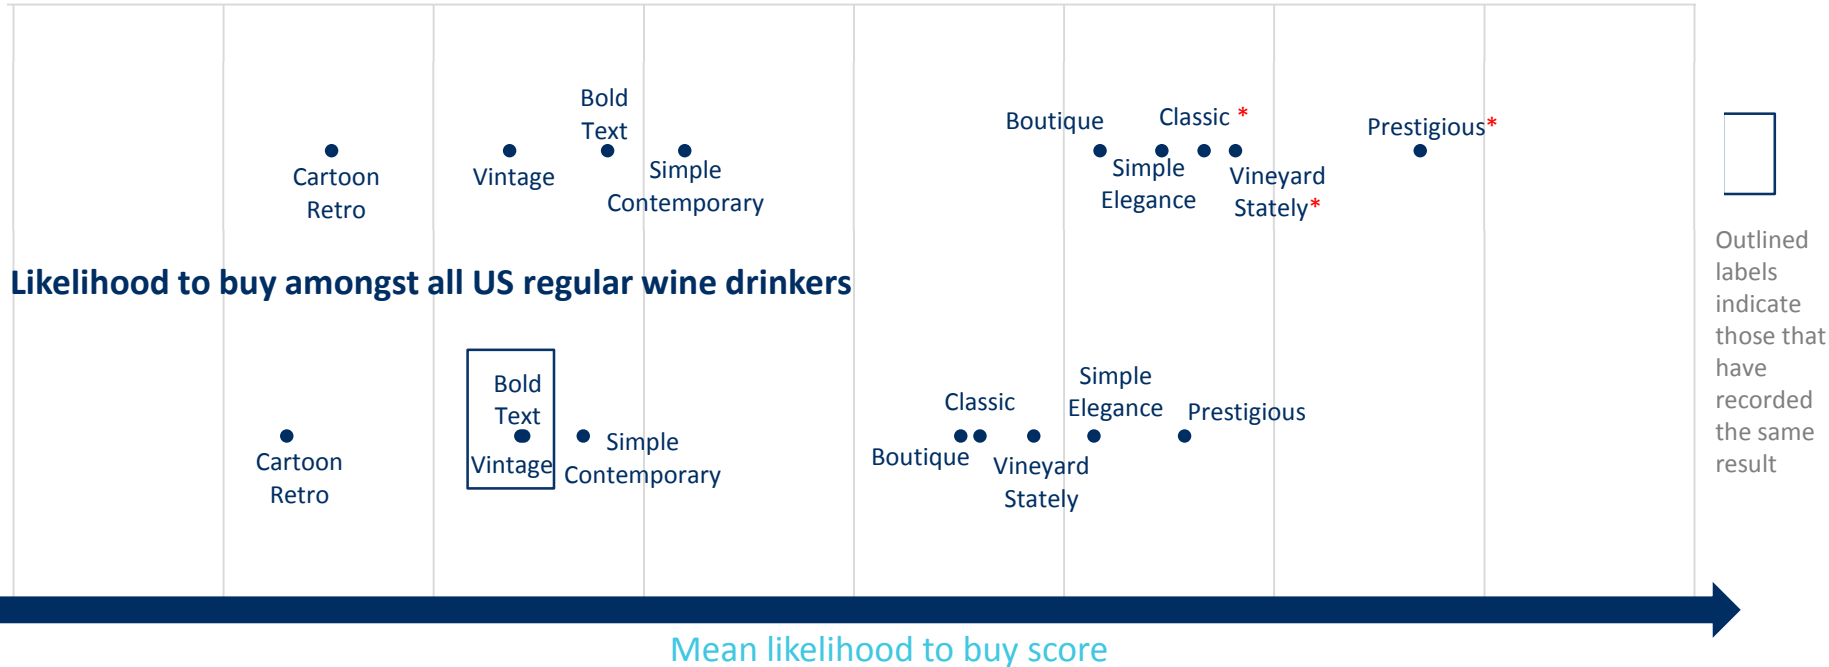 Bold
Text
Boutique
Classic *
Prestigious*
Cartoon
Retro
Vintage
Simple
Contemporary
Simple
Elegance
Vineyard
Stately*
Likelihood to buy amongst all US regular wine drinkers
Bold
Text
Vintage
Cartoon
Retro
Simple
Contemporary
Boutique
Classic
Vineyard
Stately
Simple
Elegance
Prestigious
Outlined
labels
indicate
those that
have
recorded
the same
result
Mean likelihood to buy score